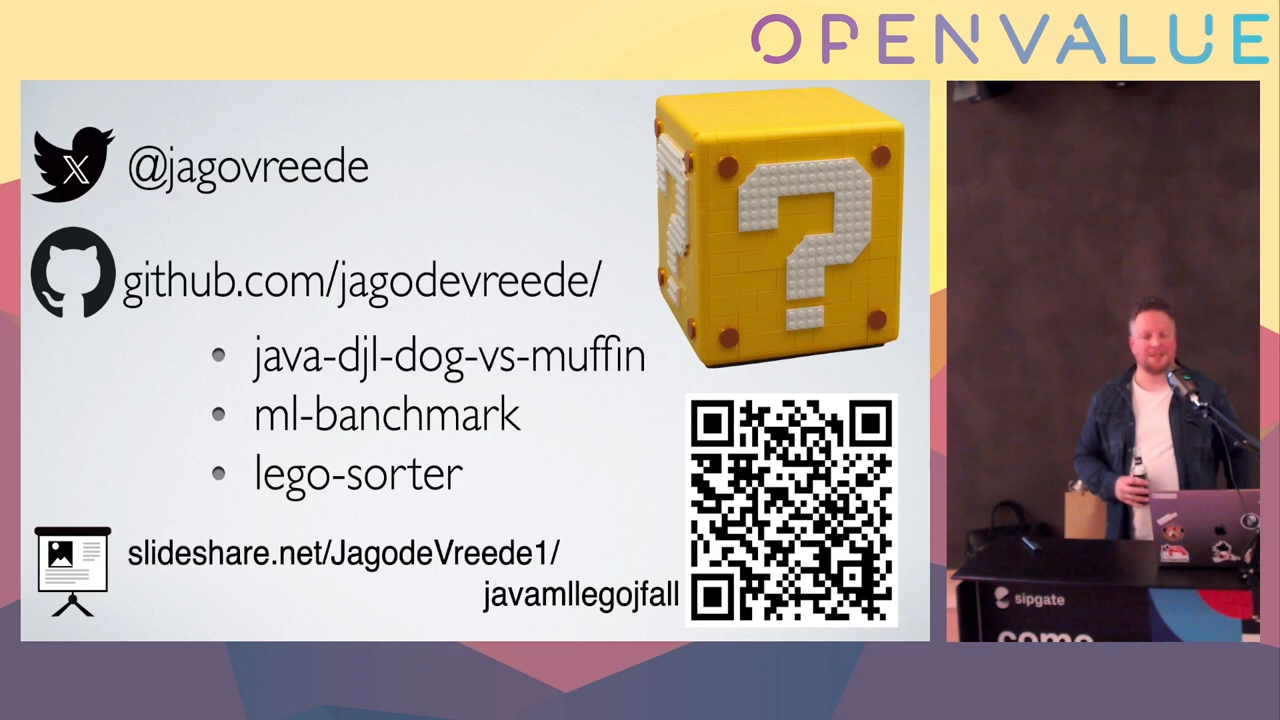 OPENVALUE
@jagovreede
github.com/jagodevreede/
• java-djl-dog-vs-muffin
• ml-banchmark
• lego-sorter
slideshare.net/JagodeVreede1/
javamllegojfall
?
sipgate
come